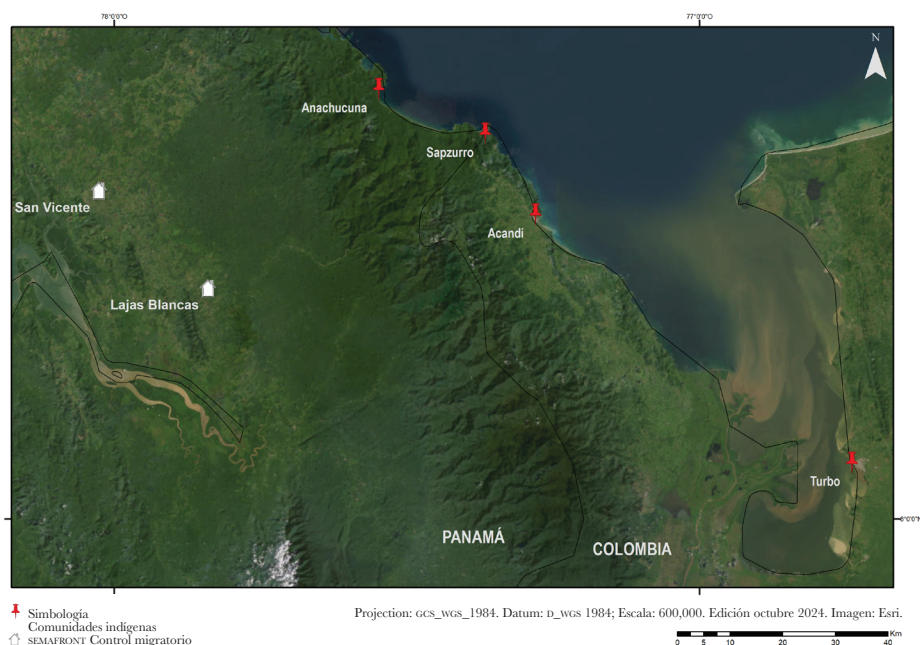 78°0'0"O
77°0'0"O
N
Anachucuna
Sapzurro
San Vicente
Acandí
Lajas Blancas
Turbo
PANAMÁ
COLOMBIA
Simbología
Comunidades indígenas
SEMAFRONT Control migratorio
Projection: GCS_WGS_1984. Datum: D_WGS 1984; Escala: 600,000. Edición octubre 2024. Imagen: Esri.
Km
0 5 10 20 30 40